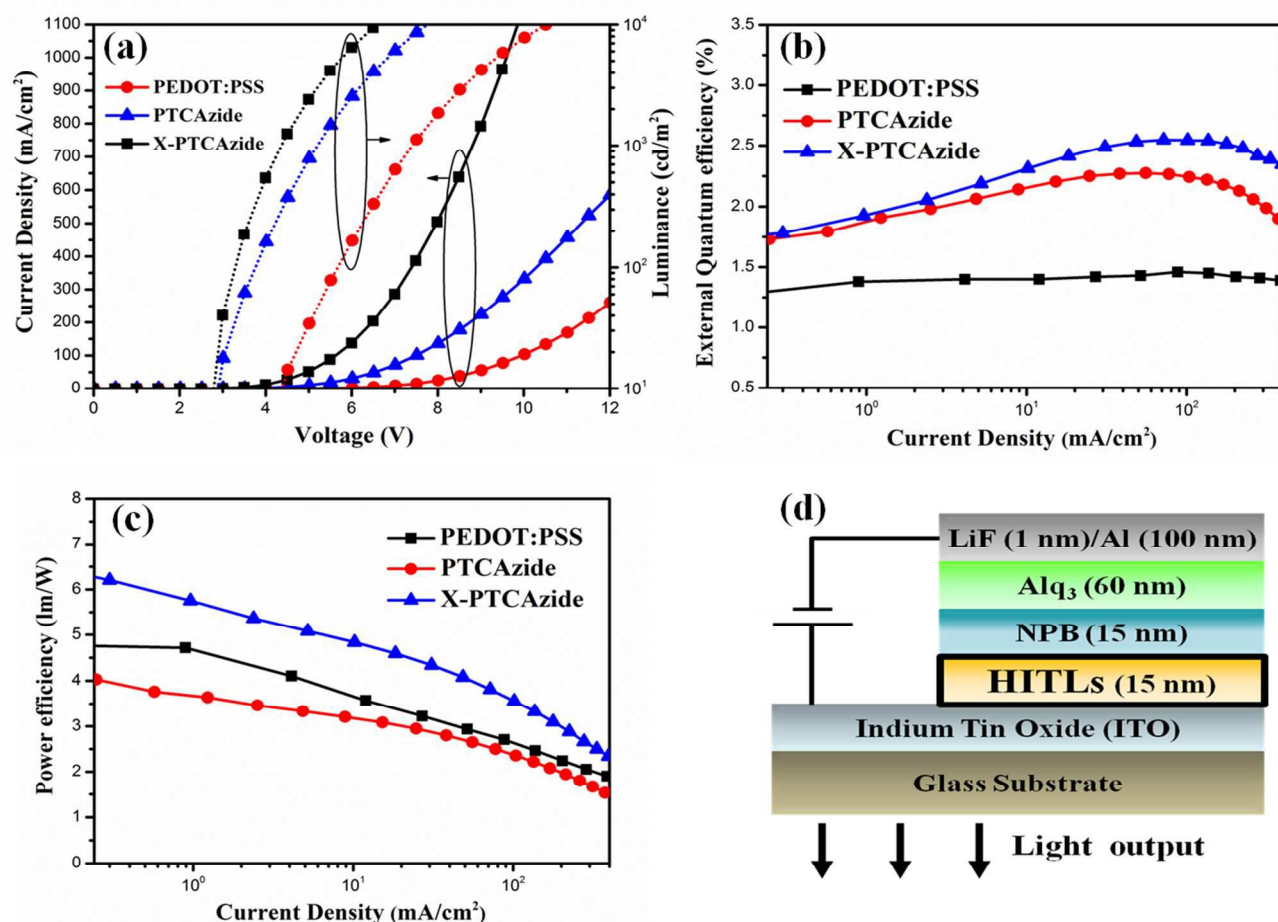 (a)
PEDOT:PSS
PTCAzide
X-PTCAzide
Current Density (mA/cm²)
1100
1000
900
800
700
600
500
400
300
200
100
0
0 2 4 6 8 10 12
Voltage (V)
10⁴
10³
10²
10¹
Luminance (cd/m²)
(b)
PEDOT:PSS
PTCAzide
X-PTCAzide
External Quantum efficiency (%)
3.5
3.0
2.5
2.0
1.5
1.0
0.5
10⁰ 10¹ 10²
Current Density (mA/cm²)
(c)
PEDOT:PSS
PTCAzide
X-PTCAzide
Power efficiency (lm/W)
8
7
6
5
4
3
2
1
0
10⁰ 10¹ 10²
Current Density (mA/cm²)
(d)
LiF (1 nm)/Al (100 nm)
Alq₃ (60 nm)
NPB (15 nm)
HITLs (15 nm)
Indium Tin Oxide (ITO)
Glass Substrate
Light output